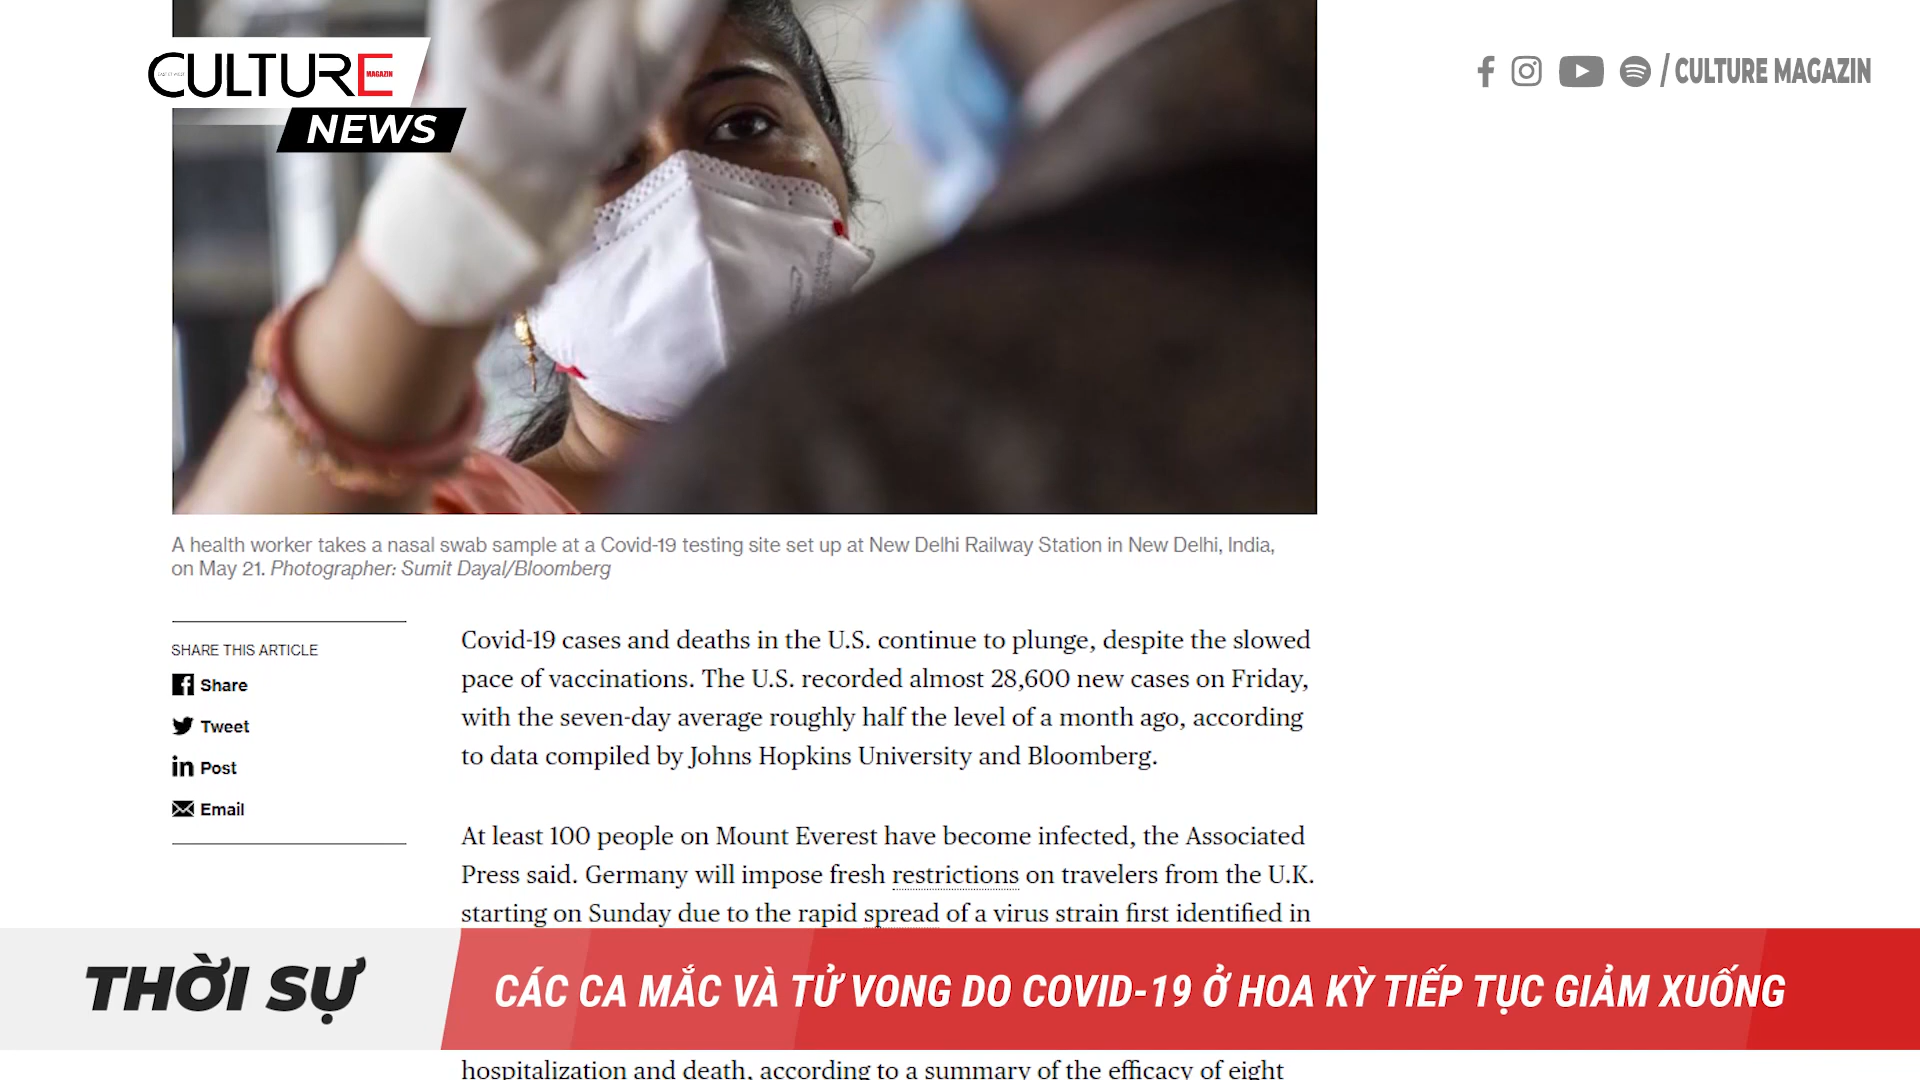 CULTURE
MAGAZIN
NEWS
/ CULTURE MAGAZIN
A health worker takes a nasal swab sample at a Covid-19 testing site set up at New Delhi Railway Station in New Delhi, India,
on May 21. Photographer: Sumit Dayal/Bloomberg
SHARE THIS ARTICLE
Share
Tweet
Post
Email
Covid-19 cases and deaths in the U.S. continue to plunge, despite the slowed
pace of vaccinations. The U.S. recorded almost 28,600 new cases on Friday,
with the seven-day average roughly half the level of a month ago, according
to data compiled by Johns Hopkins University and Bloomberg.
At least 100 people on Mount Everest have become infected, the Associated
Press said. Germany will impose fresh restrictions on travelers from the U.K.
starting on Sunday due to the rapid spread of a virus strain first identified in
THỜI SỰ
CÁC CA MẮC VÀ TỬ VONG DO COVID-19 Ở HOA KỲ TIẾP TỤC GIẢM XUỐNG
hospitalization and death, according to a summary of the efficacy of eight